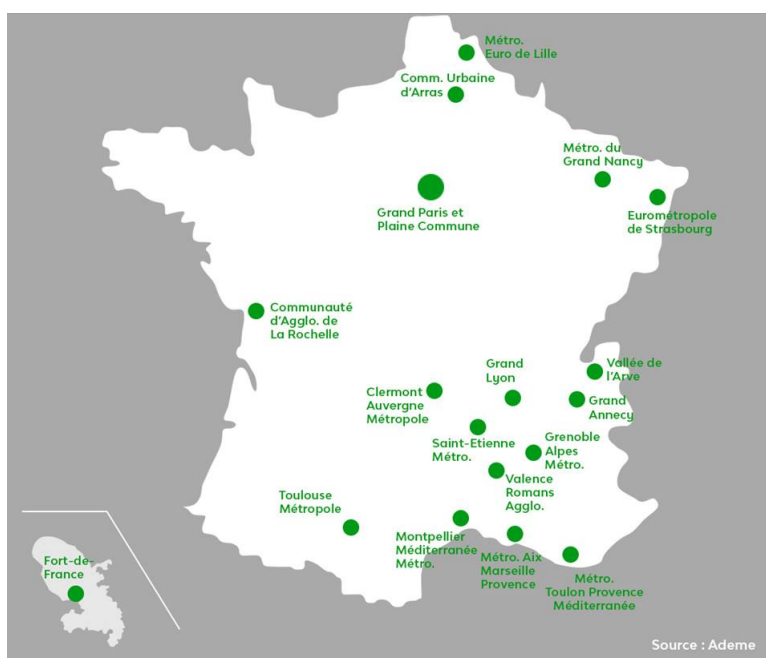 Métro.
Euro de Lille
Comm. Urbaine
d'Arras
Métro. du
Grand Nancy
Grand Paris et
Plaine Commune
Eurométropole
de Strasbourg
Communauté
d'Agglo. de
La Rochelle
Grand
Lyon
Vallée de
l'Arve
Clermont
Auvergne
Métropole
Grand
Annecy
Saint-Etienne
Métro.
Grenoble
Alpes
Métro.
Valence
Romans
Agglo.
Toulouse
Métropole
Montpellier
Méditerranée
Métro.
Métro. Aix
Marseille
Provence
Métro.
Toulon Provence
Méditerranée
Fort-de-
France
Source : Ademe